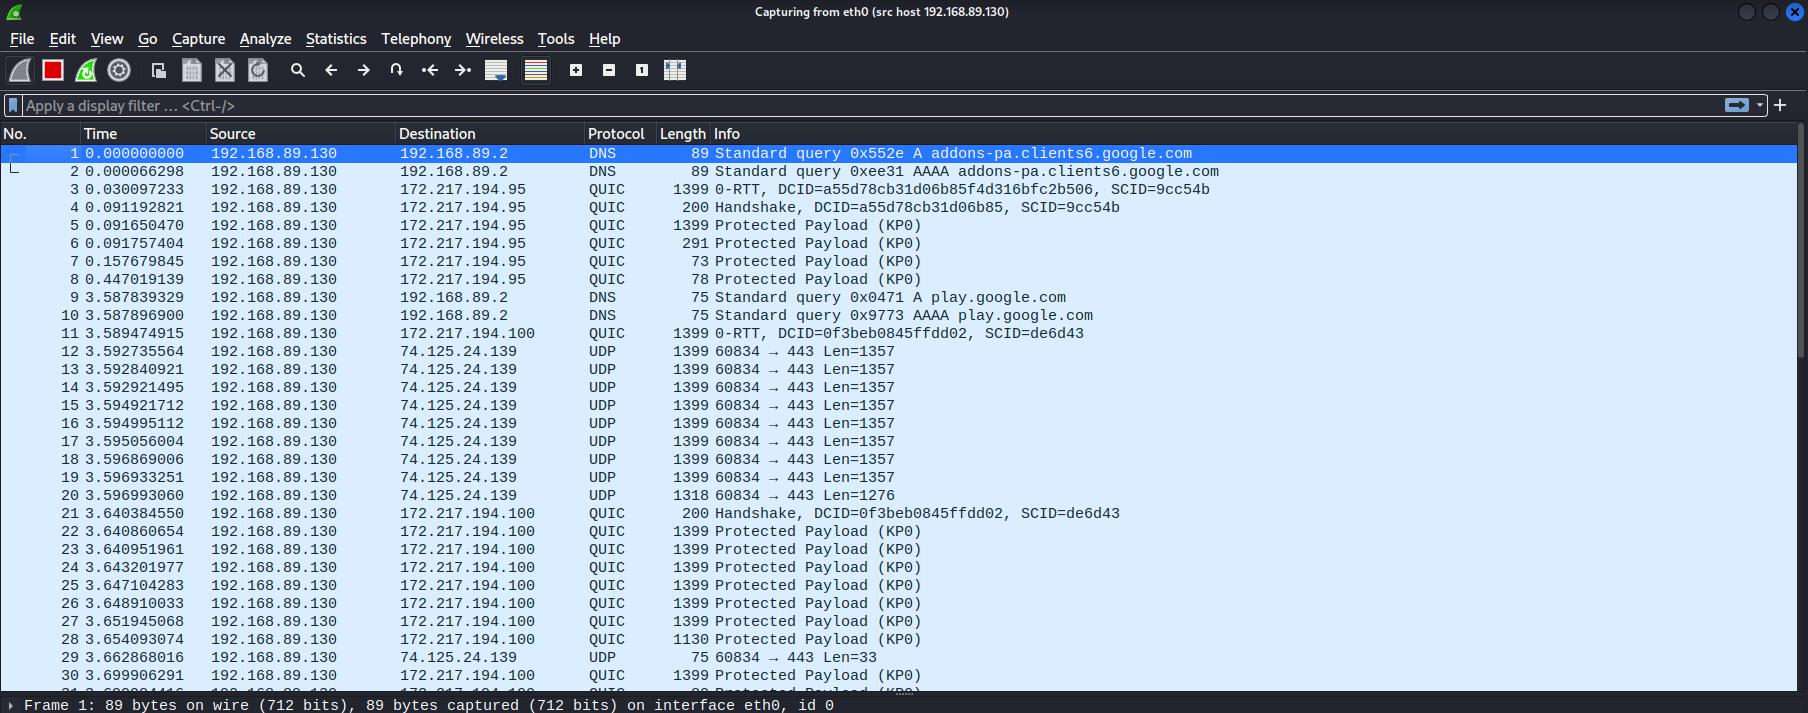 Capturing from eth0 (src host 192.168.89.130)
File Edit View Go Capture Analyze Statistics Telephony Wireless Tools Help
Apply a display filter … <Ctrl-/>
No. Time Source Destination Protocol Length Info
1 0.000000000 192.168.89.130 192.168.89.2 DNS 89 Standard query 0x552e A addons-pa.clients6.google.com
2 0.000066298 192.168.89.130 192.168.89.2 DNS 89 Standard query 0xee31 AAAA addons-pa.clients6.google.com
3 0.030097233 192.168.89.130 172.217.194.95 QUIC 1399 0-RTT, DCID=a55d78cb31d06b85f4d316bfc2b506, SCID=9cc54b
4 0.091192821 192.168.89.130 172.217.194.95 QUIC 200 Handshake, DCID=a55d78cb31d06b85, SCID=9cc54b
5 0.091650470 192.168.89.130 172.217.194.95 QUIC 1399 Protected Payload (KP0)
6 0.091757404 192.168.89.130 172.217.194.95 QUIC 291 Protected Payload (KP0)
7 0.157679845 192.168.89.130 172.217.194.95 QUIC 73 Protected Payload (KP0)
8 0.447019139 192.168.89.130 172.217.194.95 QUIC 78 Protected Payload (KP0)
9 3.587839329 192.168.89.130 192.168.89.2 DNS 75 Standard query 0x0471 A play.google.com
10 3.587896900 192.168.89.130 192.168.89.2 DNS 75 Standard query 0x9773 AAAA play.google.com
11 3.589474915 192.168.89.130 172.217.194.100 QUIC 1399 0-RTT, DCID=0f3beb0845ffdd02, SCID=de6d43
12 3.592735564 192.168.89.130 74.125.24.139 UDP 1399 60834 → 443 Len=1357
13 3.592840921 192.168.89.130 74.125.24.139 UDP 1399 60834 → 443 Len=1357
14 3.592921495 192.168.89.130 74.125.24.139 UDP 1399 60834 → 443 Len=1357
15 3.594921712 192.168.89.130 74.125.24.139 UDP 1399 60834 → 443 Len=1357
16 3.594995112 192.168.89.130 74.125.24.139 UDP 1399 60834 → 443 Len=1357
17 3.595056004 192.168.89.130 74.125.24.139 UDP 1399 60834 → 443 Len=1357
18 3.596869006 192.168.89.130 74.125.24.139 UDP 1399 60834 → 443 Len=1357
19 3.596933251 192.168.89.130 74.125.24.139 UDP 1399 60834 → 443 Len=1357
20 3.596993060 192.168.89.130 74.125.24.139 UDP 1318 60834 → 443 Len=1276
21 3.640384550 192.168.89.130 172.217.194.100 QUIC 200 Handshake, DCID=0f3beb0845ffdd02, SCID=de6d43
22 3.640860654 192.168.89.130 172.217.194.100 QUIC 1399 Protected Payload (KP0)
23 3.640951961 192.168.89.130 172.217.194.100 QUIC 1399 Protected Payload (KP0)
24 3.643201977 192.168.89.130 172.217.194.100 QUIC 1399 Protected Payload (KP0)
25 3.647104283 192.168.89.130 172.217.194.100 QUIC 1399 Protected Payload (KP0)
26 3.648910033 192.168.89.130 172.217.194.100 QUIC 1399 Protected Payload (KP0)
27 3.651945068 192.168.89.130 172.217.194.100 QUIC 1399 Protected Payload (KP0)
28 3.654093074 192.168.89.130 172.217.194.100 QUIC 1130 Protected Payload (KP0)
29 3.662868016 192.168.89.130 74.125.24.139 UDP 75 60834 → 443 Len=33
30 3.699906291 192.168.89.130 172.217.194.100 QUIC 1399 Protected Payload (KP0)
Frame 1: 89 bytes on wire (712 bits), 89 bytes captured (712 bits) on interface eth0, id 0